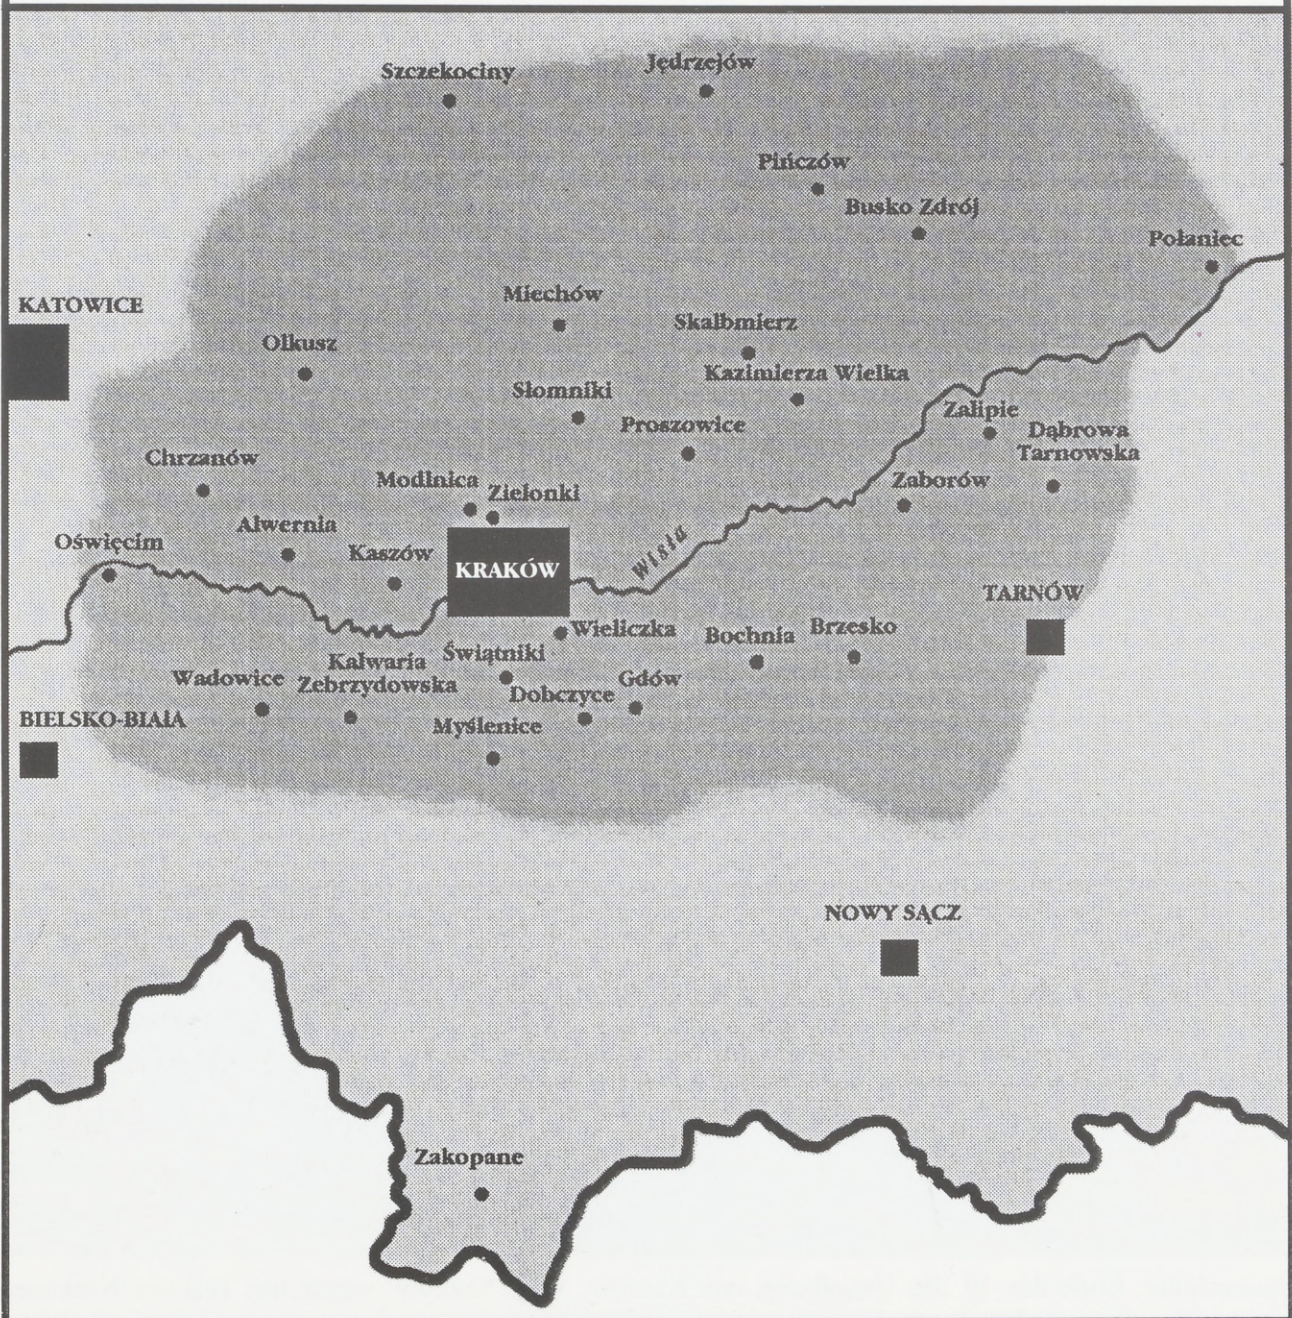 Szczekociny
Jędrzejów
Pińczów
Busko Zdrój
Połaniec
KATOWICE
Miechów
Skalbmierz
Olkusz
Kazimierza Wielka
Słomniki
Zalipie
Proszowice
Dąbrowa
Tarnowska
Chrzanów
Modlnica
Zielonki
Zaborów
Alwernia
Oświęcim
Kaszów
Wisła
KRAKÓW
TARNÓW
Wieliczka
Bochnia
Brzesko
Świątniki
Kalwaria
Zebrzydowska
Wadowice
Gdów
Dobczyce
BIELSKO-BIAłA
Myślenice
NOWY SĄCZ
Zakopane